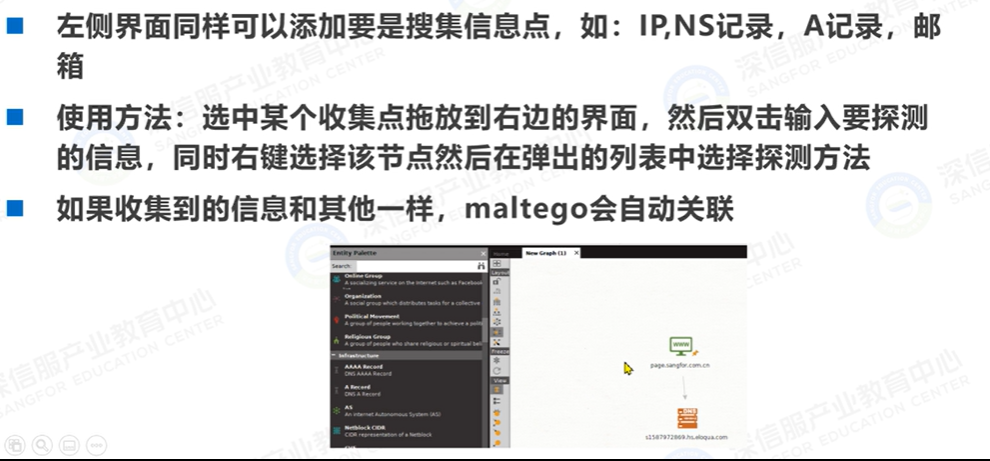 左侧界面同样可以添加要是搜集信息点，如：IP,NS记录，A记录，邮
箱
使用方法：选中某个收集点拖放到右边的界面，然后双击输入要探测
的信息，同时右键选择该节点然后在弹出的列表中选择探测方法
如果收集到的信息和其他一样，maltego会自动关联
Entity Palette
Home
New Graph (1)
Search:
Online Group
A socializing service on the Internet such as Facebook
Layout
Organization
A social group which distributes tasks for a collective
Political Movement
A group of people working together to achieve a polit
Religious Group
A group of people who share religious or spiritual bel
Freeze
Infrastructure
AAAA Record
DNS AAAA Record
View
A Record
DNS A Record
AS
An internet Autonomous System (AS)
Netblock CIDR
CIDR representation of a Netblock
WWW
page.sangfor.com.cn
DNS
s1587972869.hs.eloqua.com
深信服产业教育中心
SANGFOR EDUCATION CENTER